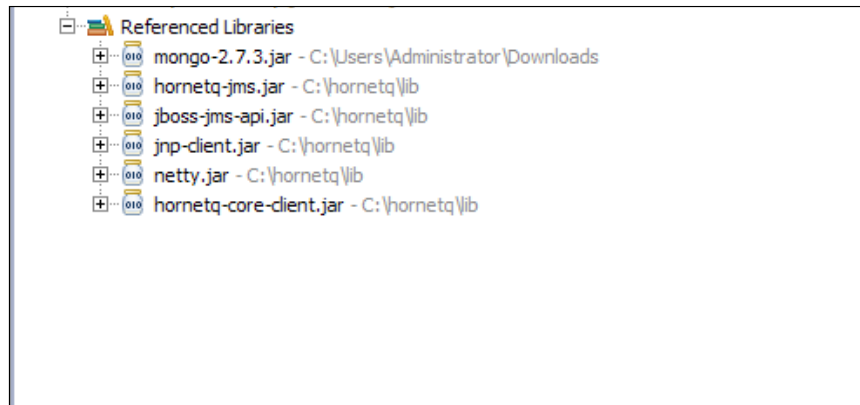 Referenced Libraries
mongo-2.7.3.jar - C:\Users\Administrator\Downloads
hornetq-jms.jar - C:\hornetq\lib
jboss-jms-api.jar - C:\hornetq\lib
jnp-client.jar - C:\hornetq\lib
netty.jar - C:\hornetq\lib
hornetq-core-client.jar - C:\hornetq\lib